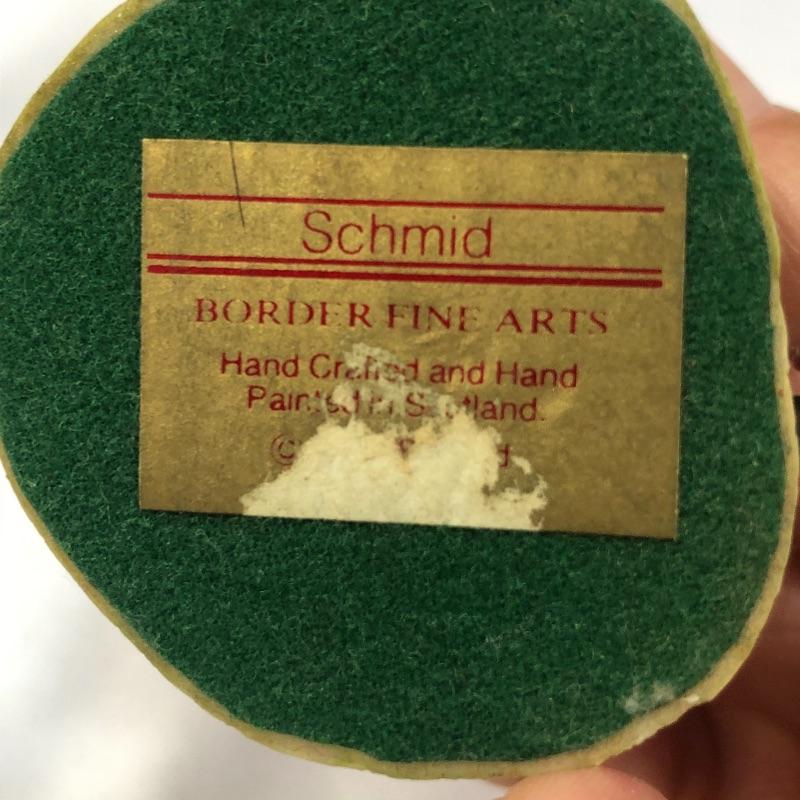 Schmid
BORDER FINE ARTS
Hand Crafted and Hand
Painted in Scotland.
©